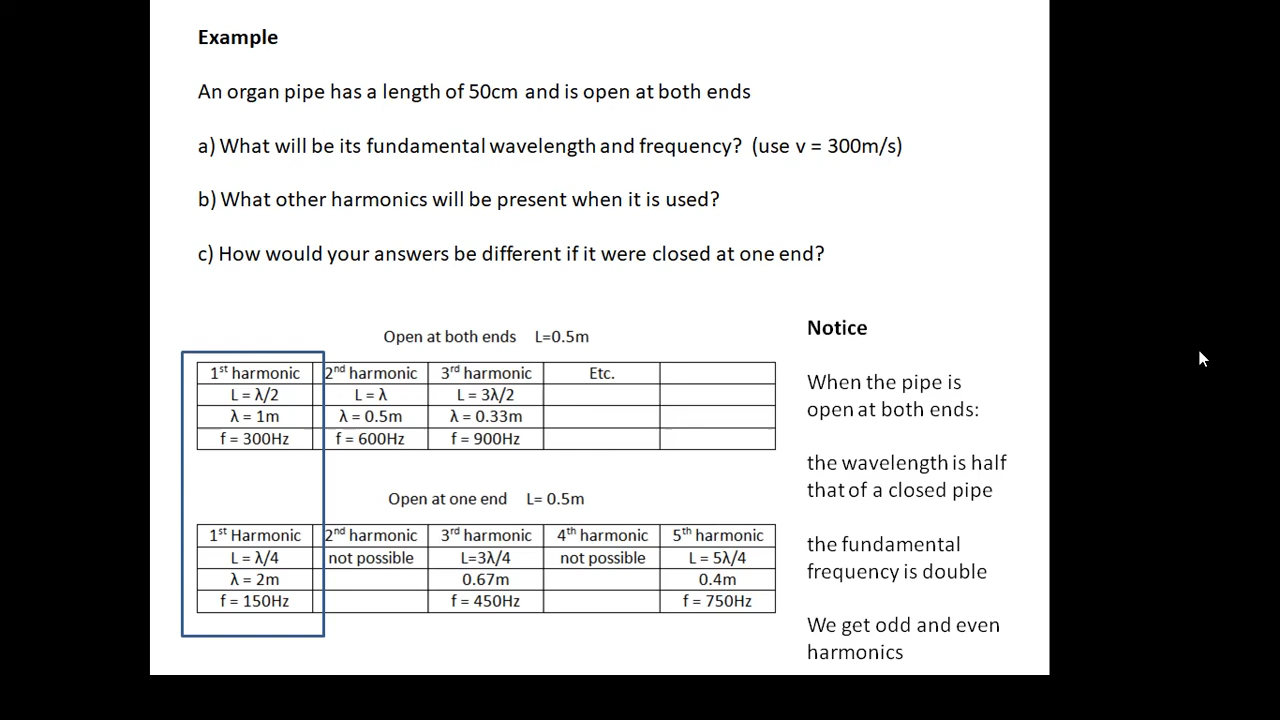 Example
An organ pipe has a length of 50cm and is open at both ends
a) What will be its fundamental wavelength and frequency? (use v = 300m/s)
b) What other harmonics will be present when it is used?
c) How would your answers be different if it were closed at one end?
Open at both ends L=0.5m
1st harmonic 2nd harmonic 3rd harmonic Etc.
L = λ/2 L = λ L = 3λ/2
λ = 1m λ = 0.5m λ = 0.33m
f = 300Hz f = 600Hz f = 900Hz
Open at one end L= 0.5m
1st Harmonic 2nd harmonic 3rd harmonic 4th harmonic 5th harmonic
L = λ/4 not possible L=3λ/4 not possible L = 5λ/4
λ = 2m 0.67m 0.4m
f = 150Hz f = 450Hz f = 750Hz
Notice
When the pipe is
open at both ends:
the wavelength is half
that of a closed pipe
the fundamental
frequency is double
We get odd and even
harmonics